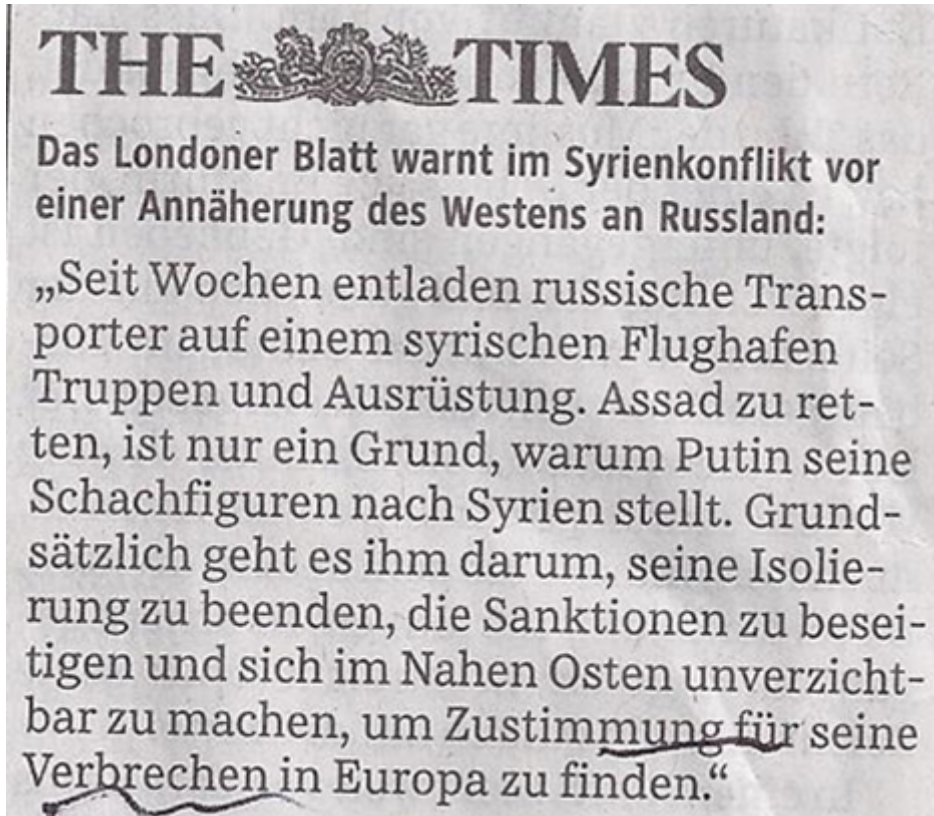 THE TIMES
Das Londoner Blatt warnt im Syrienkonflikt vor
einer Annäherung des Westens an Russland:
„Seit Wochen entladen russische Trans-
porter auf einem syrischen Flughafen
Truppen und Ausrüstung. Assad zu ret-
ten, ist nur ein Grund, warum Putin seine
Schachfiguren nach Syrien stellt. Grund-
sätzlich geht es ihm darum, seine Isolie-
rung zu beenden, die Sanktionen zu besei-
tigen und sich im Nahen Osten unverzicht-
bar zu machen, um Zustimmung für seine
Verbrechen in Europa zu finden.“